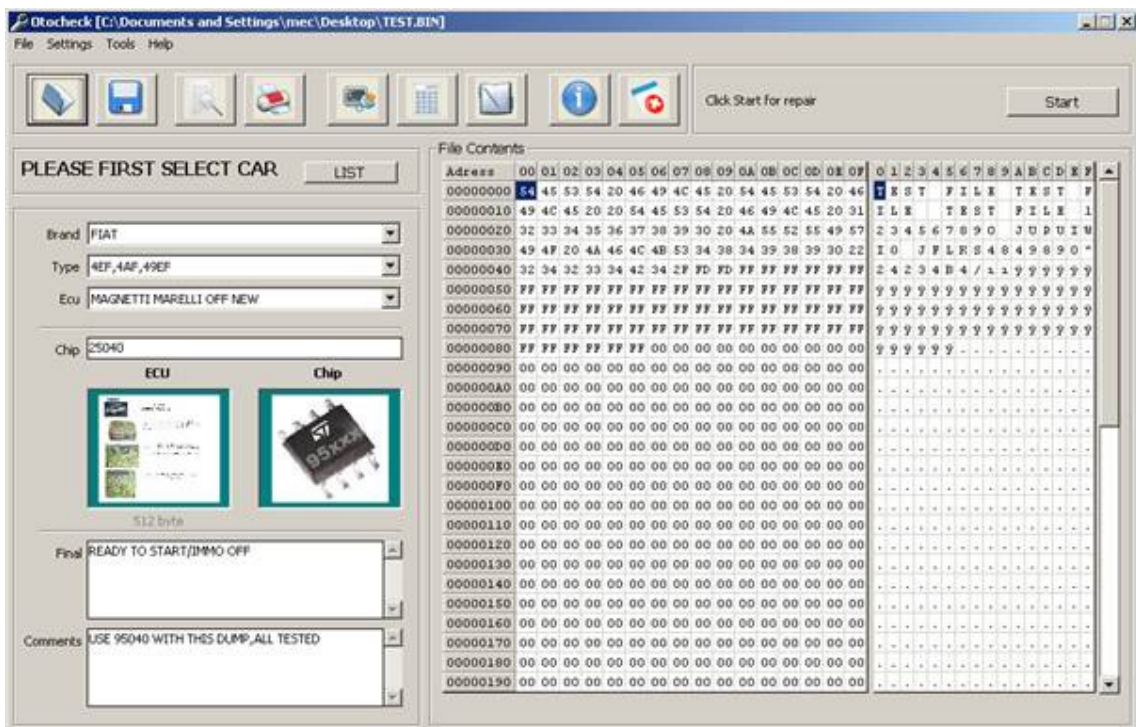 Otocheck [C:\Documents and Settings\mec\Desktop\TEST.BIN]
File Settings Tools Help
Click Start for repair
Start
PLEASE FIRST SELECT CAR
LIST
Brand FIAT
Type 4EF,4AF,49EF
Ecu MAGNETTI MARELLI OFF NEW
Chip 25040
ECU Chip
95xxx
512 byte
Final READY TO START/IMMO OFF
Comments USE 95040 WITH THIS DUMP,ALL TESTED
File Contents
Adress 00 01 02 03 04 05 06 07 08 09 0A 0B 0C 0D 0E 0F 0 1 2 3 4 5 6 7 8 9 A B C D E F
00000000 54 45 53 54 20 46 49 4C 45 20 54 45 53 54 20 46 T E S T F I L E T E S T F
00000010 49 4C 45 20 20 54 45 53 54 20 46 49 4C 45 20 31 I L E T E S T F I L E 1
00000020 32 33 34 35 36 37 38 39 30 20 4A 55 52 55 49 57 2 3 4 5 6 7 8 9 0 J U R U I W
00000030 49 4F 20 4A 46 4C 4B 53 34 38 34 39 38 39 30 22 I O J F L K S 4 8 4 9 8 9 0 "
00000040 32 34 32 33 34 42 34 2F FD FD FF FF FF FF FF FF 2 4 2 3 4 B 4 /
00000050 FF FF FF FF FF FF FF FF FF FF FF FF FF FF FF FF
00000060 FF FF FF FF FF FF FF FF FF FF FF FF FF FF FF FF
00000070 FF FF FF FF FF FF FF FF FF FF FF FF FF FF FF FF
00000080 FF FF FF FF FF FF 00 00 00 00 00 00 00 00 00 00
00000090 00 00 00 00 00 00 00 00 00 00 00 00 00 00 00 00
000000A0 00 00 00 00 00 00 00 00 00 00 00 00 00 00 00 00
000000B0 00 00 00 00 00 00 00 00 00 00 00 00 00 00 00 00
000000C0 00 00 00 00 00 00 00 00 00 00 00 00 00 00 00 00
000000D0 00 00 00 00 00 00 00 00 00 00 00 00 00 00 00 00
000000E0 00 00 00 00 00 00 00 00 00 00 00 00 00 00 00 00
000000F0 00 00 00 00 00 00 00 00 00 00 00 00 00 00 00 00
00000100 00 00 00 00 00 00 00 00 00 00 00 00 00 00 00 00
00000110 00 00 00 00 00 00 00 00 00 00 00 00 00 00 00 00
00000120 00 00 00 00 00 00 00 00 00 00 00 00 00 00 00 00
00000130 00 00 00 00 00 00 00 00 00 00 00 00 00 00 00 00
00000140 00 00 00 00 00 00 00 00 00 00 00 00 00 00 00 00
00000150 00 00 00 00 00 00 00 00 00 00 00 00 00 00 00 00
00000160 00 00 00 00 00 00 00 00 00 00 00 00 00 00 00 00
00000170 00 00 00 00 00 00 00 00 00 00 00 00 00 00 00 00
00000180 00 00 00 00 00 00 00 00 00 00 00 00 00 00 00 00
00000190 00 00 00 00 00 00 00 00 00 00 00 00 00 00 00 00